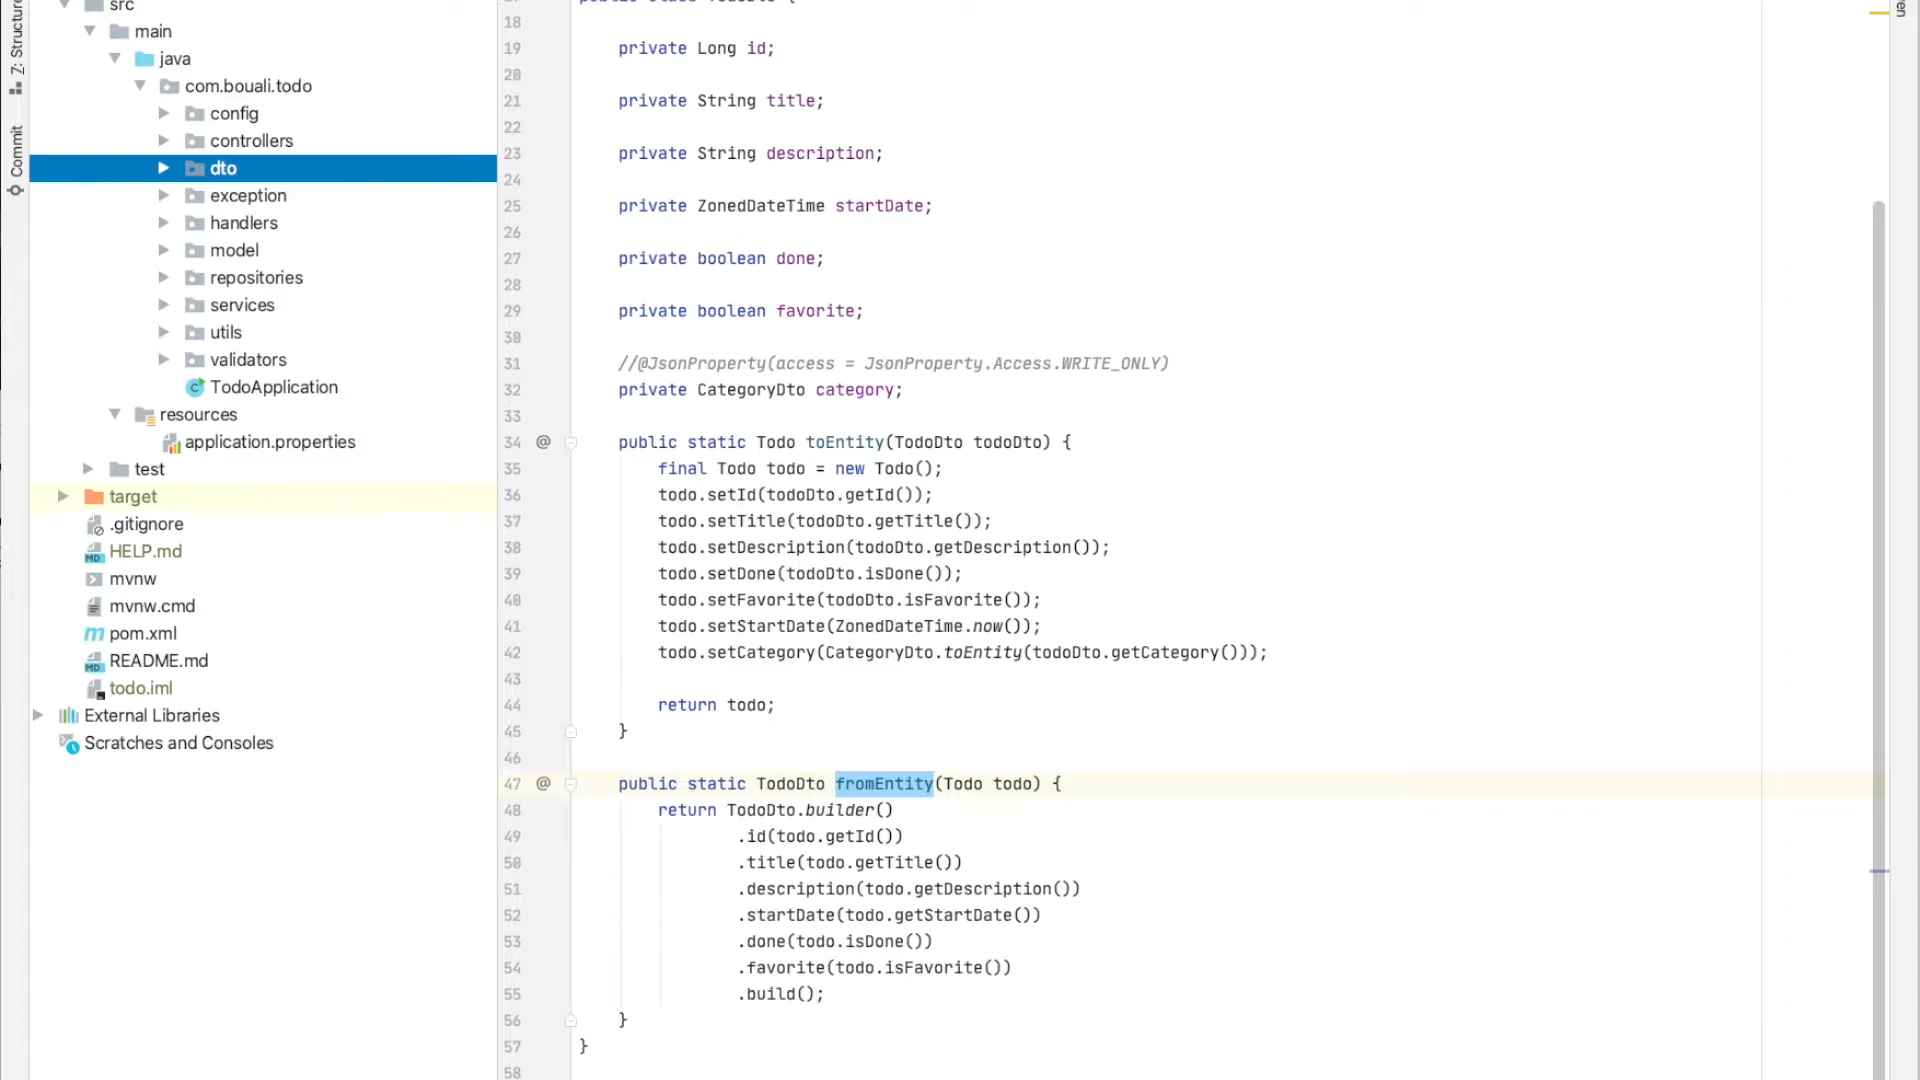 src
main
java
com.bouali.todo
config
controllers
dto
exception
handlers
model
repositories
services
utils
validators
TodoApplication
resources
application.properties
test
target
.gitignore
HELP.md
mvnw
mvnw.cmd
pom.xml
README.md
todo.iml
External Libraries
Scratches and Consoles
Z: Structure
Commit
18
19 private Long id;
20
21 private String title;
22
23 private String description;
24
25 private ZonedDateTime startDate;
26
27 private boolean done;
28
29 private boolean favorite;
30
31 //@JsonProperty(access = JsonProperty.Access.WRITE_ONLY)
32 private CategoryDto category;
33
34 @ public static Todo toEntity(TodoDto todoDto) {
35 final Todo todo = new Todo();
36 todo.setId(todoDto.getId());
37 todo.setTitle(todoDto.getTitle());
38 todo.setDescription(todoDto.getDescription());
39 todo.setDone(todoDto.isDone());
40 todo.setFavorite(todoDto.isFavorite());
41 todo.setStartDate(ZonedDateTime.now());
42 todo.setCategory(CategoryDto.toEntity(todoDto.getCategory()));
43
44 return todo;
45 }
46
47 @ public static TodoDto fromEntity(Todo todo) {
48 return TodoDto.builder()
49 .id(todo.getId())
50 .title(todo.getTitle())
51 .description(todo.getDescription())
52 .startDate(todo.getStartDate())
53 .done(todo.isDone())
54 .favorite(todo.isFavorite())
55 .build();
56 }
57 }
58